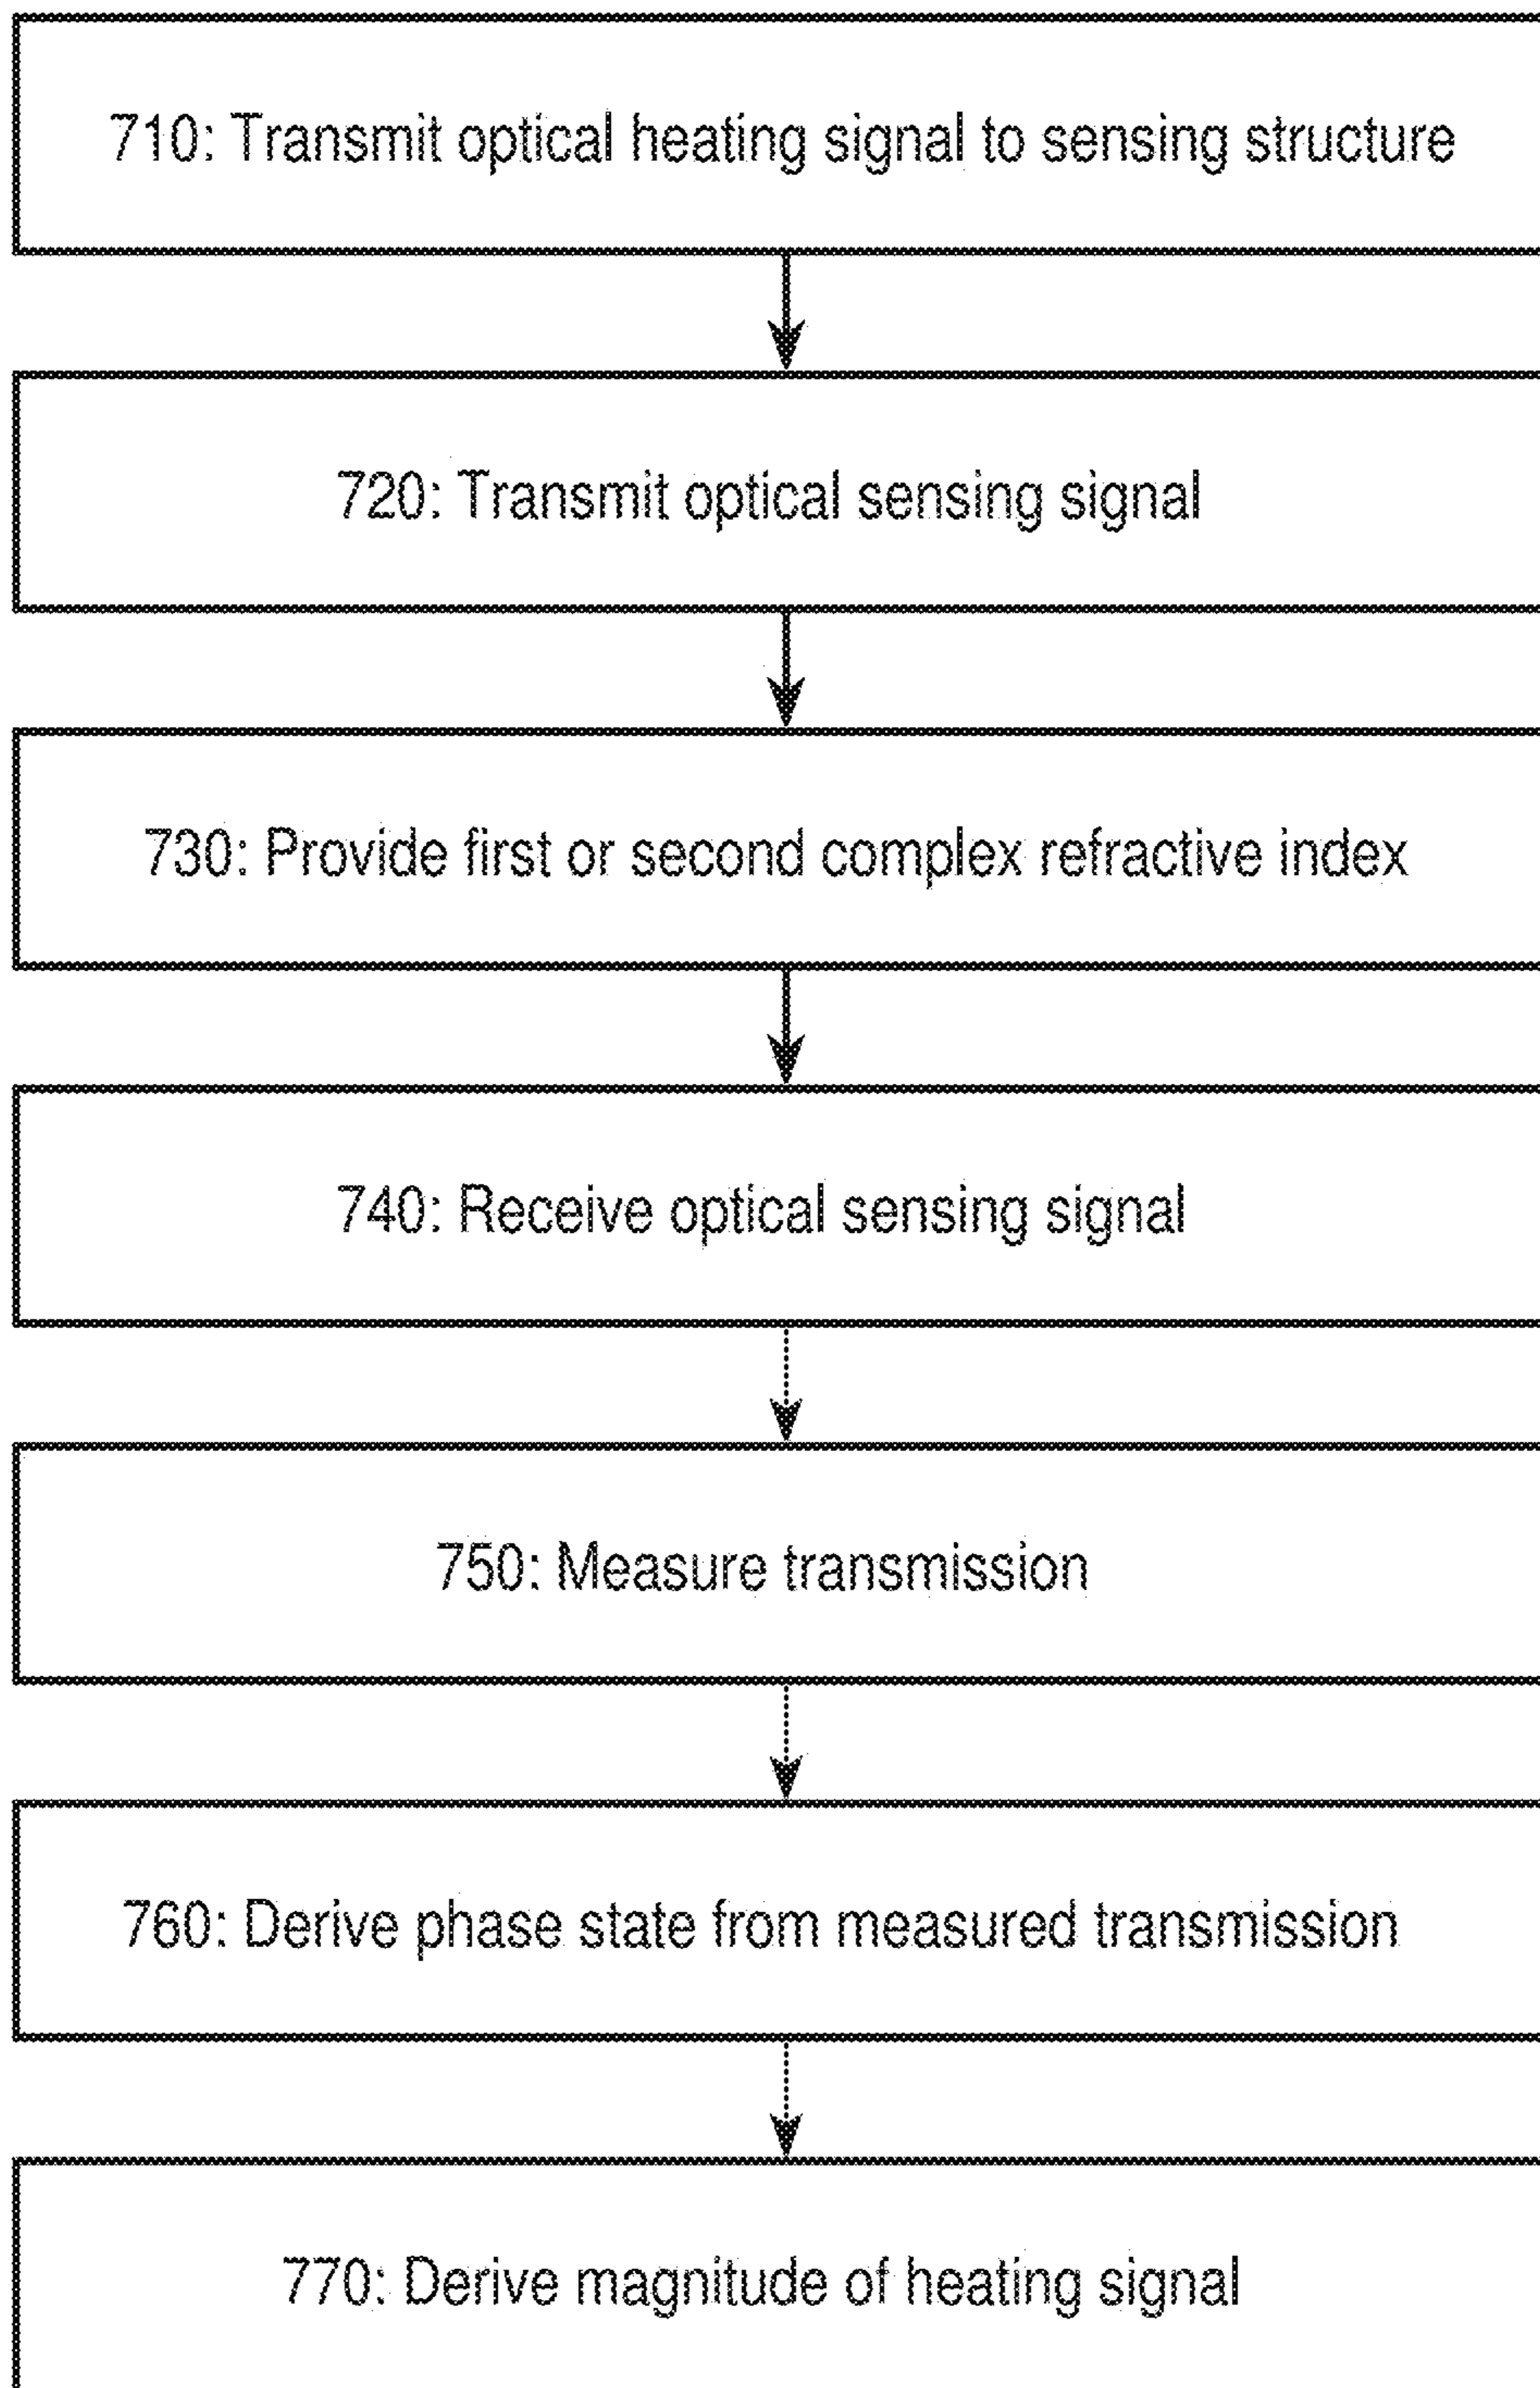 710: Transmit optical heating signal to sensing structure
720: Transmit optical sensing signal
730: Provide first or second complex refractive index
740: Receive optical sensing signal
750: Measure transmission
760: Derive phase state from measured transmission
770: Derive magnitude of heating signal